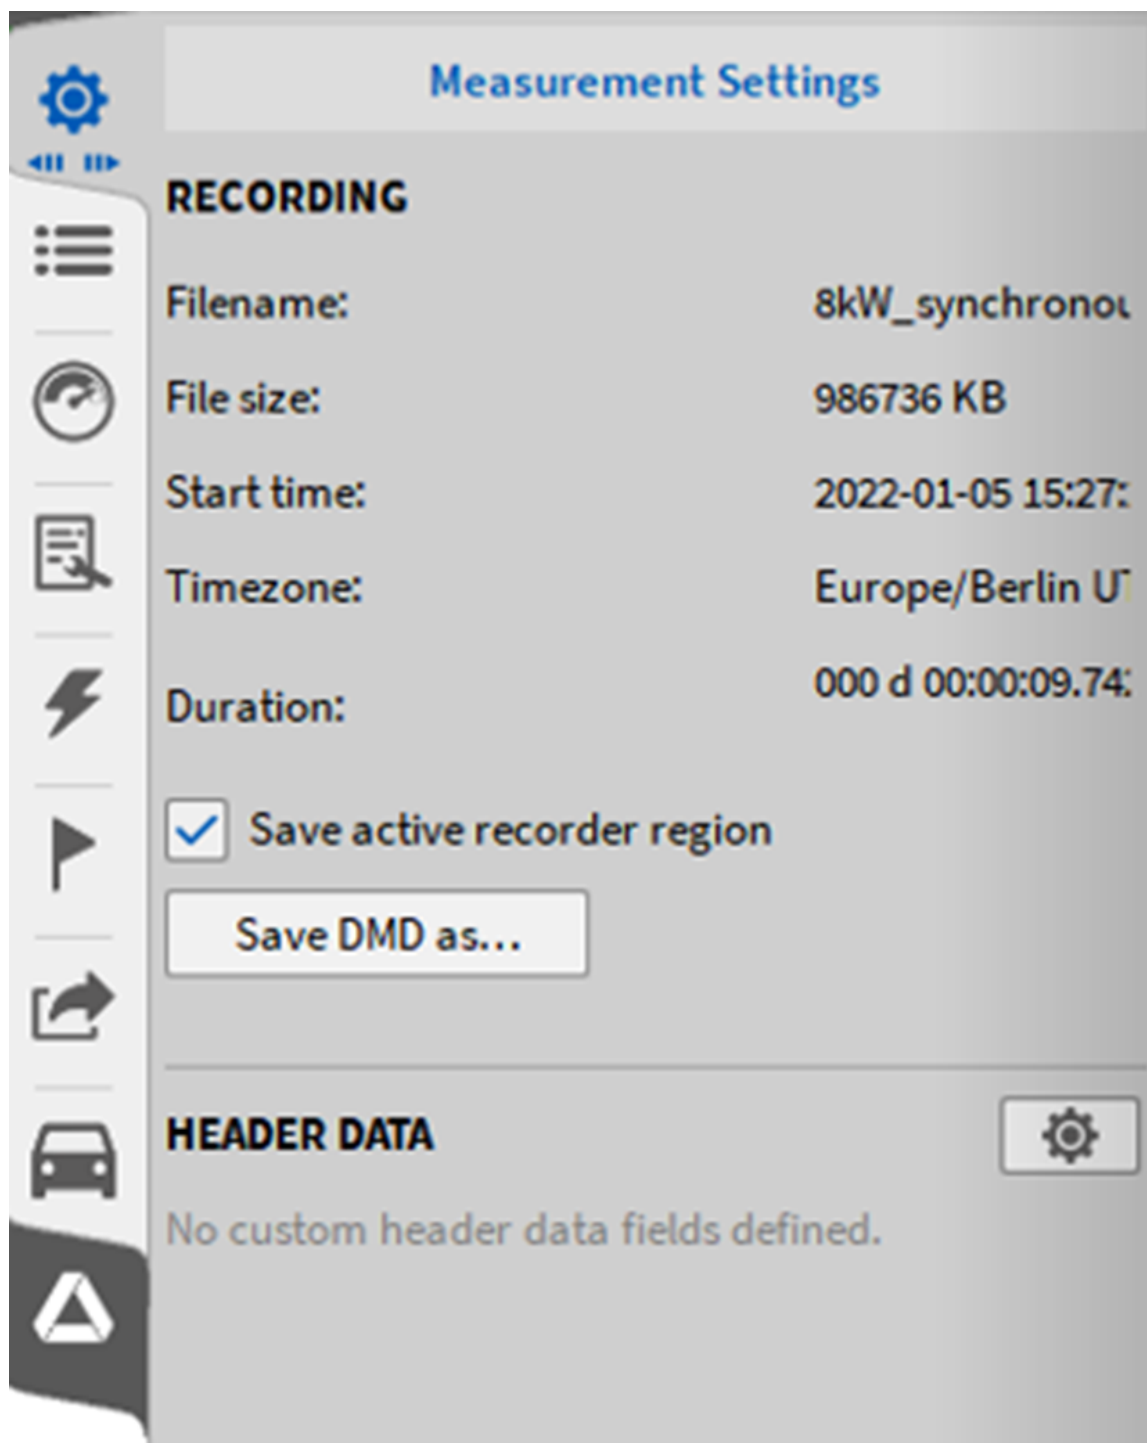 Measurement Settings
RECORDING
Filename: 8kW_synchronou
File size: 986736 KB
Start time: 2022-01-05 15:27:
Timezone: Europe/Berlin UT
Duration: 000 d 00:00:09.74
Save active recorder region
Save DMD as...
HEADER DATA
No custom header data fields defined.